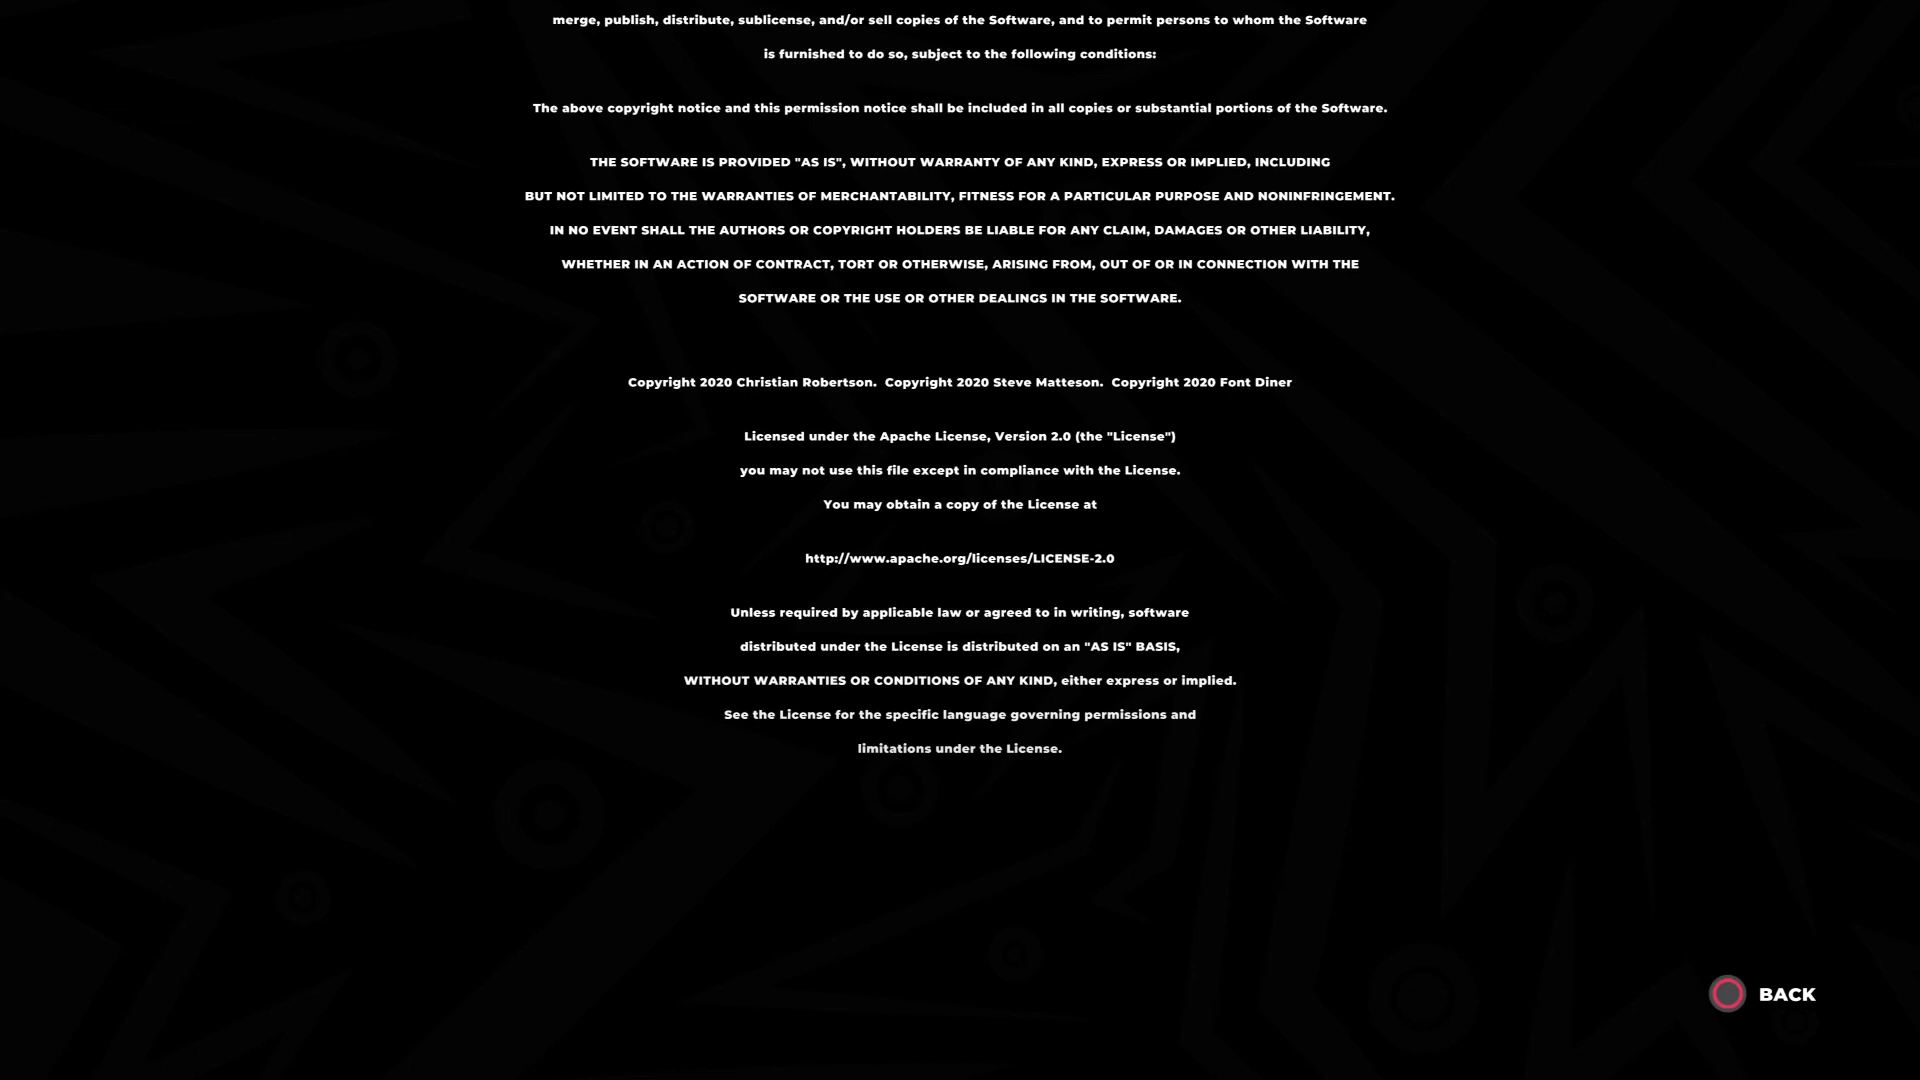 merge, publish, distribute, sublicense, and/or sell copies of the Software, and to permit persons to whom the Software
is furnished to do so, subject to the following conditions:
The above copyright notice and this permission notice shall be included in all copies or substantial portions of the Software.
THE SOFTWARE IS PROVIDED "AS IS", WITHOUT WARRANTY OF ANY KIND, EXPRESS OR IMPLIED, INCLUDING
BUT NOT LIMITED TO THE WARRANTIES OF MERCHANTABILITY, FITNESS FOR A PARTICULAR PURPOSE AND NONINFRINGEMENT.
IN NO EVENT SHALL THE AUTHORS OR COPYRIGHT HOLDERS BE LIABLE FOR ANY CLAIM, DAMAGES OR OTHER LIABILITY,
WHETHER IN AN ACTION OF CONTRACT, TORT OR OTHERWISE, ARISING FROM, OUT OF OR IN CONNECTION WITH THE
SOFTWARE OR THE USE OR OTHER DEALINGS IN THE SOFTWARE.
Copyright 2020 Christian Robertson.  Copyright 2020 Steve Matteson.  Copyright 2020 Font Diner
Licensed under the Apache License, Version 2.0 (the "License")
you may not use this file except in compliance with the License.
You may obtain a copy of the License at
http://www.apache.org/licenses/LICENSE-2.0
Unless required by applicable law or agreed to in writing, software
distributed under the License is distributed on an "AS IS" BASIS,
WITHOUT WARRANTIES OR CONDITIONS OF ANY KIND, either express or implied.
See the License for the specific language governing permissions and
limitations under the License.
BACK